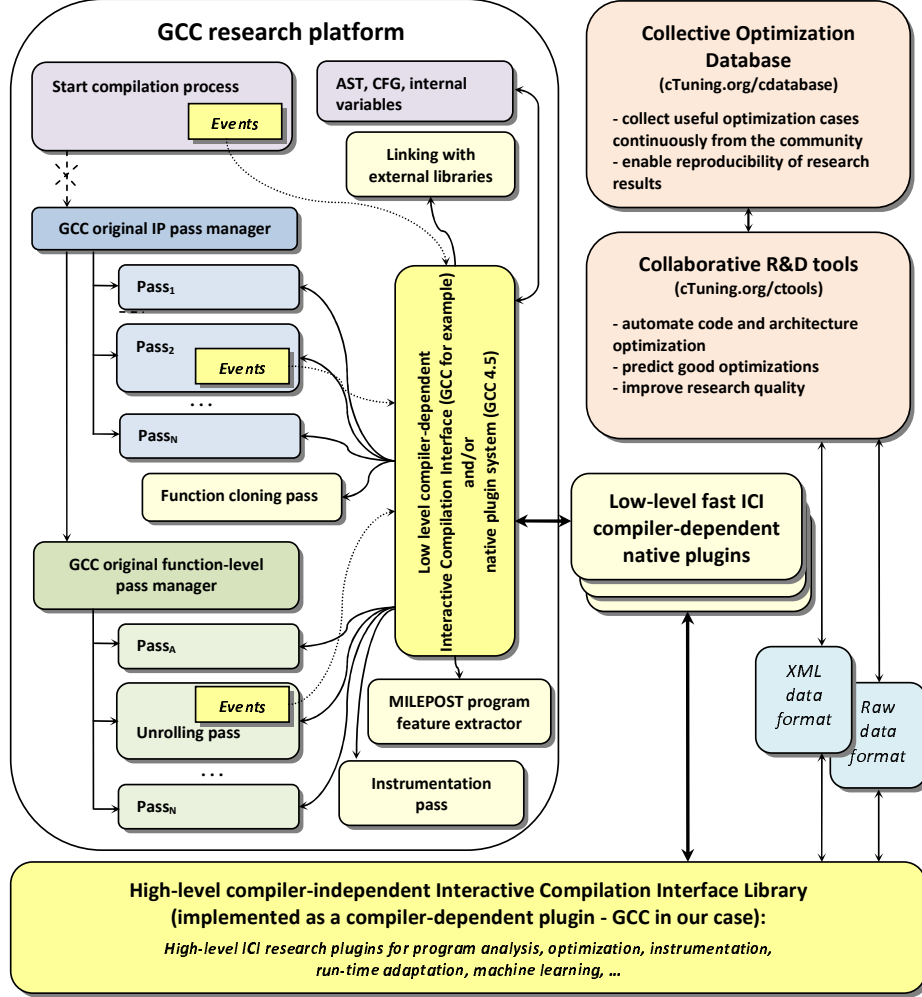 GCC research platform
Start compilation process
Events
AST, CFG, internal
variables
Linking with
external libraries
GCC original IP pass manager
Pass₁
Pass₂
Events
...
Passɴ
Function cloning pass
GCC original function-level
pass manager
Passᴀ
Events
Unrolling pass
...
Passɴ
Low level compiler-dependent
Interactive Compilation Interface (GCC for example)
and/or
native plugin system (GCC 4.5)
MILEPOST program
feature extractor
Instrumentation
pass
Collective Optimization
Database
(cTuning.org/cdatabase)
- collect useful optimization cases
continuously from the community
- enable reproducibility of research
results
Collaborative R&D tools
(cTuning.org/ctools)
- automate code and architecture
optimization
- predict good optimizations
- improve research quality
Low-level fast ICI
compiler-dependent
native plugins
XML
data
format
Raw
data
format
High-level compiler-independent Interactive Compilation Interface Library
(implemented as a compiler-dependent plugin - GCC in our case):
High-level ICI research plugins for program analysis, optimization, instrumentation,
run-time adaptation, machine learning, ...